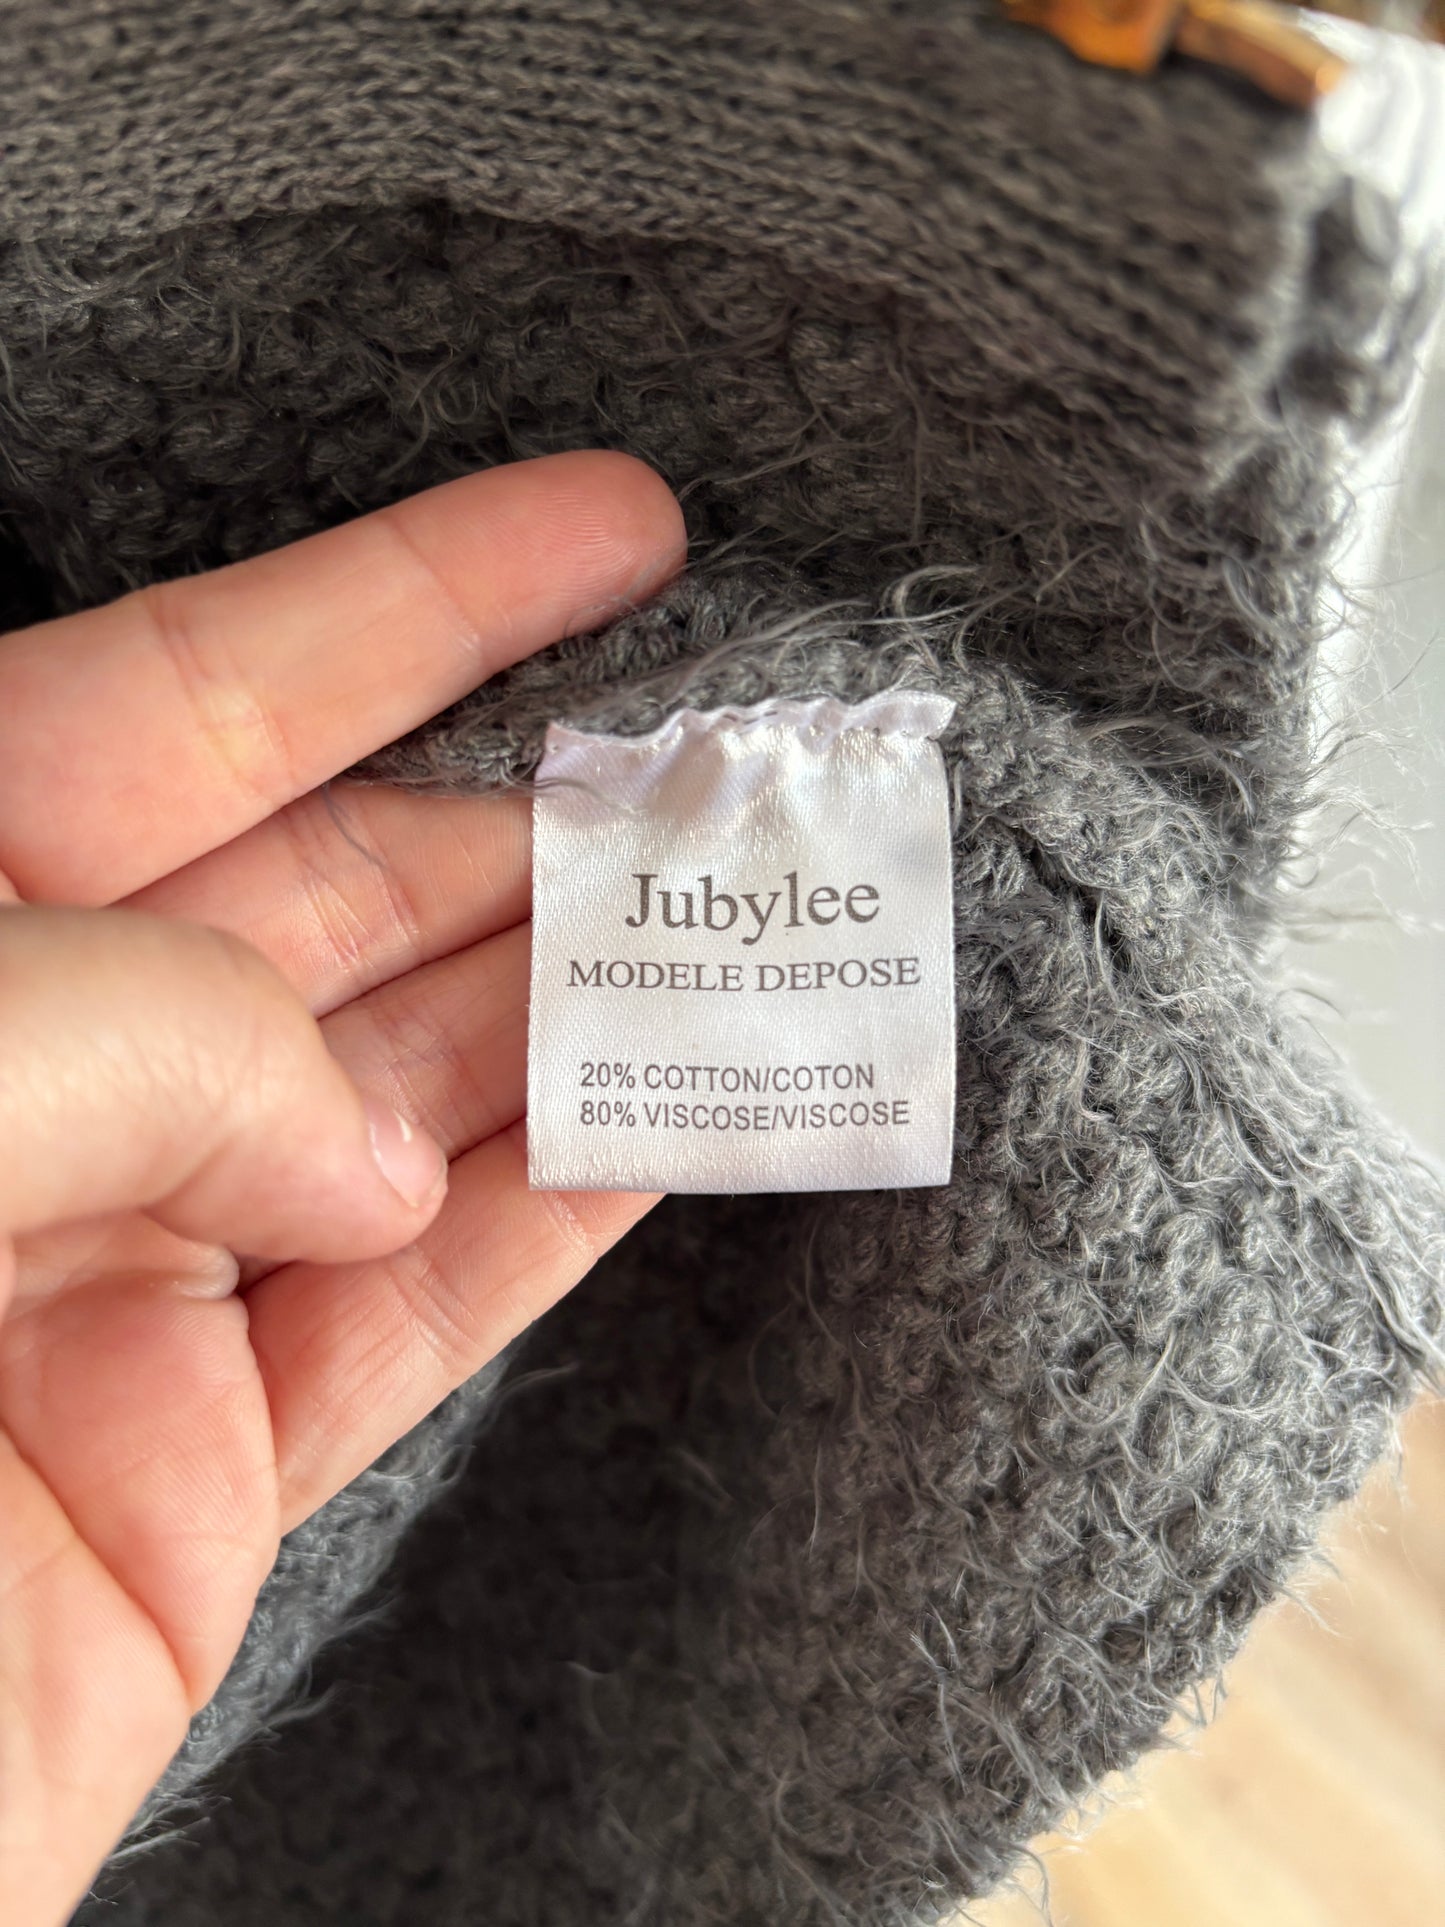 Jubylee
MODELE DEPOSE
20% COTTON/COTON
80% VISCOSE/VISCOSE